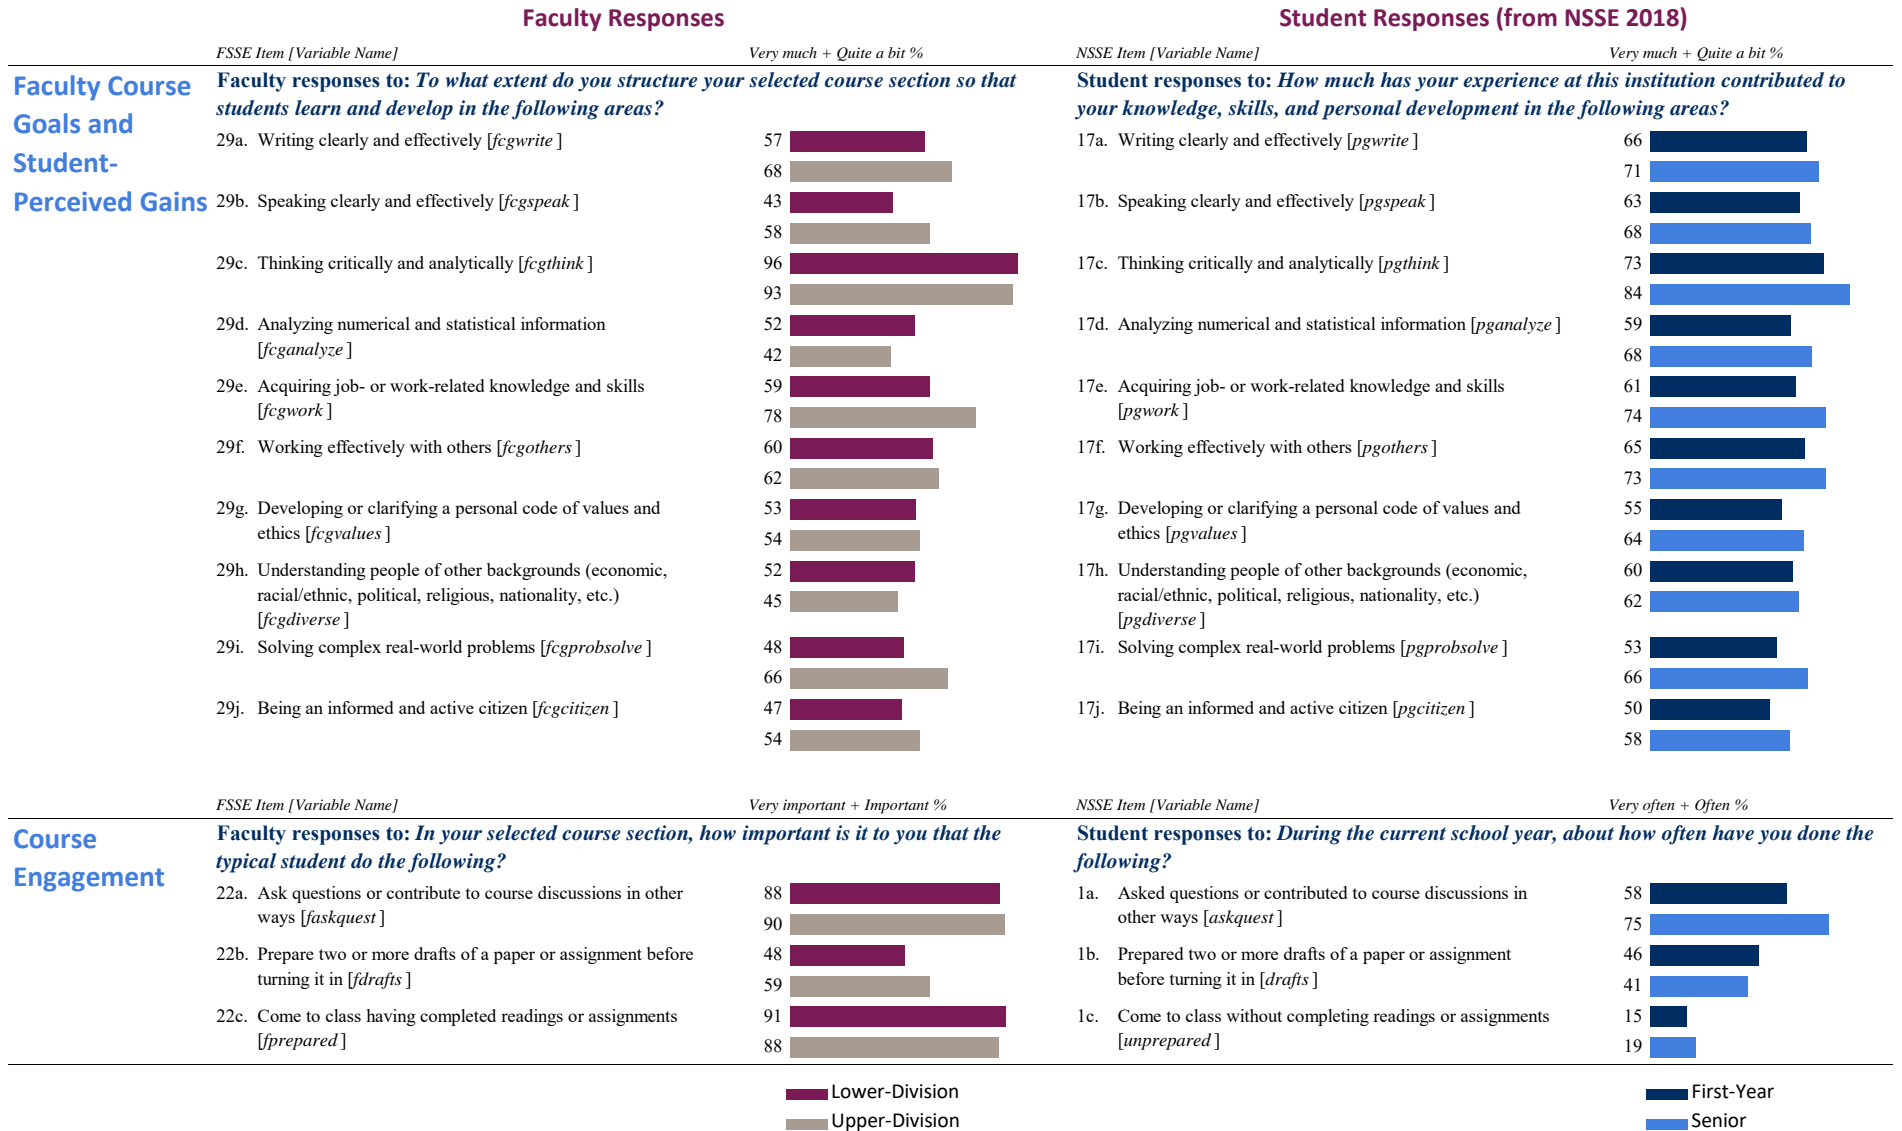 Faculty Responses
Student Responses (from NSSE 2018)
FSSE Item [Variable Name]
Very much + Quite a bit %
NSSE Item [Variable Name]
Very much + Quite a bit %
Faculty Course
Goals and
Student-
Perceived Gains
Faculty responses to: To what extent do you structure your selected course section so that
students learn and develop in the following areas?
Student responses to: How much has your experience at this institution contributed to
your knowledge, skills, and personal development in the following areas?
29a. Writing clearly and effectively [fcgwrite ]
57
68
17a. Writing clearly and effectively [pgwrite ]
66
71
29b. Speaking clearly and effectively [fcgspeak ]
43
58
17b. Speaking clearly and effectively [pgspeak ]
63
68
29c. Thinking critically and analytically [fcgthink ]
96
93
17c. Thinking critically and analytically [pgthink ]
73
84
29d. Analyzing numerical and statistical information
[fcganalyze ]
52
42
17d. Analyzing numerical and statistical information [pganalyze ]
59
68
29e. Acquiring job- or work-related knowledge and skills
[fcgwork ]
59
78
17e. Acquiring job- or work-related knowledge and skills
[pgwork ]
61
74
29f. Working effectively with others [fcgothers ]
60
62
17f. Working effectively with others [pgothers ]
65
73
29g. Developing or clarifying a personal code of values and
ethics [fcgvalues ]
53
54
17g. Developing or clarifying a personal code of values and
ethics [pgvalues ]
55
64
29h. Understanding people of other backgrounds (economic,
racial/ethnic, political, religious, nationality, etc.)
[fcgdiverse ]
52
45
17h. Understanding people of other backgrounds (economic,
racial/ethnic, political, religious, nationality, etc.)
[pgdiverse ]
60
62
29i. Solving complex real-world problems [fcgprobsolve ]
48
66
17i. Solving complex real-world problems [pgprobsolve ]
53
66
29j. Being an informed and active citizen [fcgcitizen ]
47
54
17j. Being an informed and active citizen [pgcitizen ]
50
58
FSSE Item [Variable Name]
Very important + Important %
NSSE Item [Variable Name]
Very often + Often %
Course
Engagement
Faculty responses to: In your selected course section, how important is it to you that the
typical student do the following?
Student responses to: During the current school year, about how often have you done the
following?
22a. Ask questions or contribute to course discussions in other
ways [faskquest ]
88
90
1a. Asked questions or contributed to course discussions in
other ways [askquest ]
58
75
22b. Prepare two or more drafts of a paper or assignment before
turning it in [fdrafts ]
48
59
1b. Prepared two or more drafts of a paper or assignment
before turning it in [drafts ]
46
41
22c. Come to class having completed readings or assignments
[fprepared ]
91
88
1c. Come to class without completing readings or assignments
[unprepared ]
15
19
Lower-Division
Upper-Division
First-Year
Senior